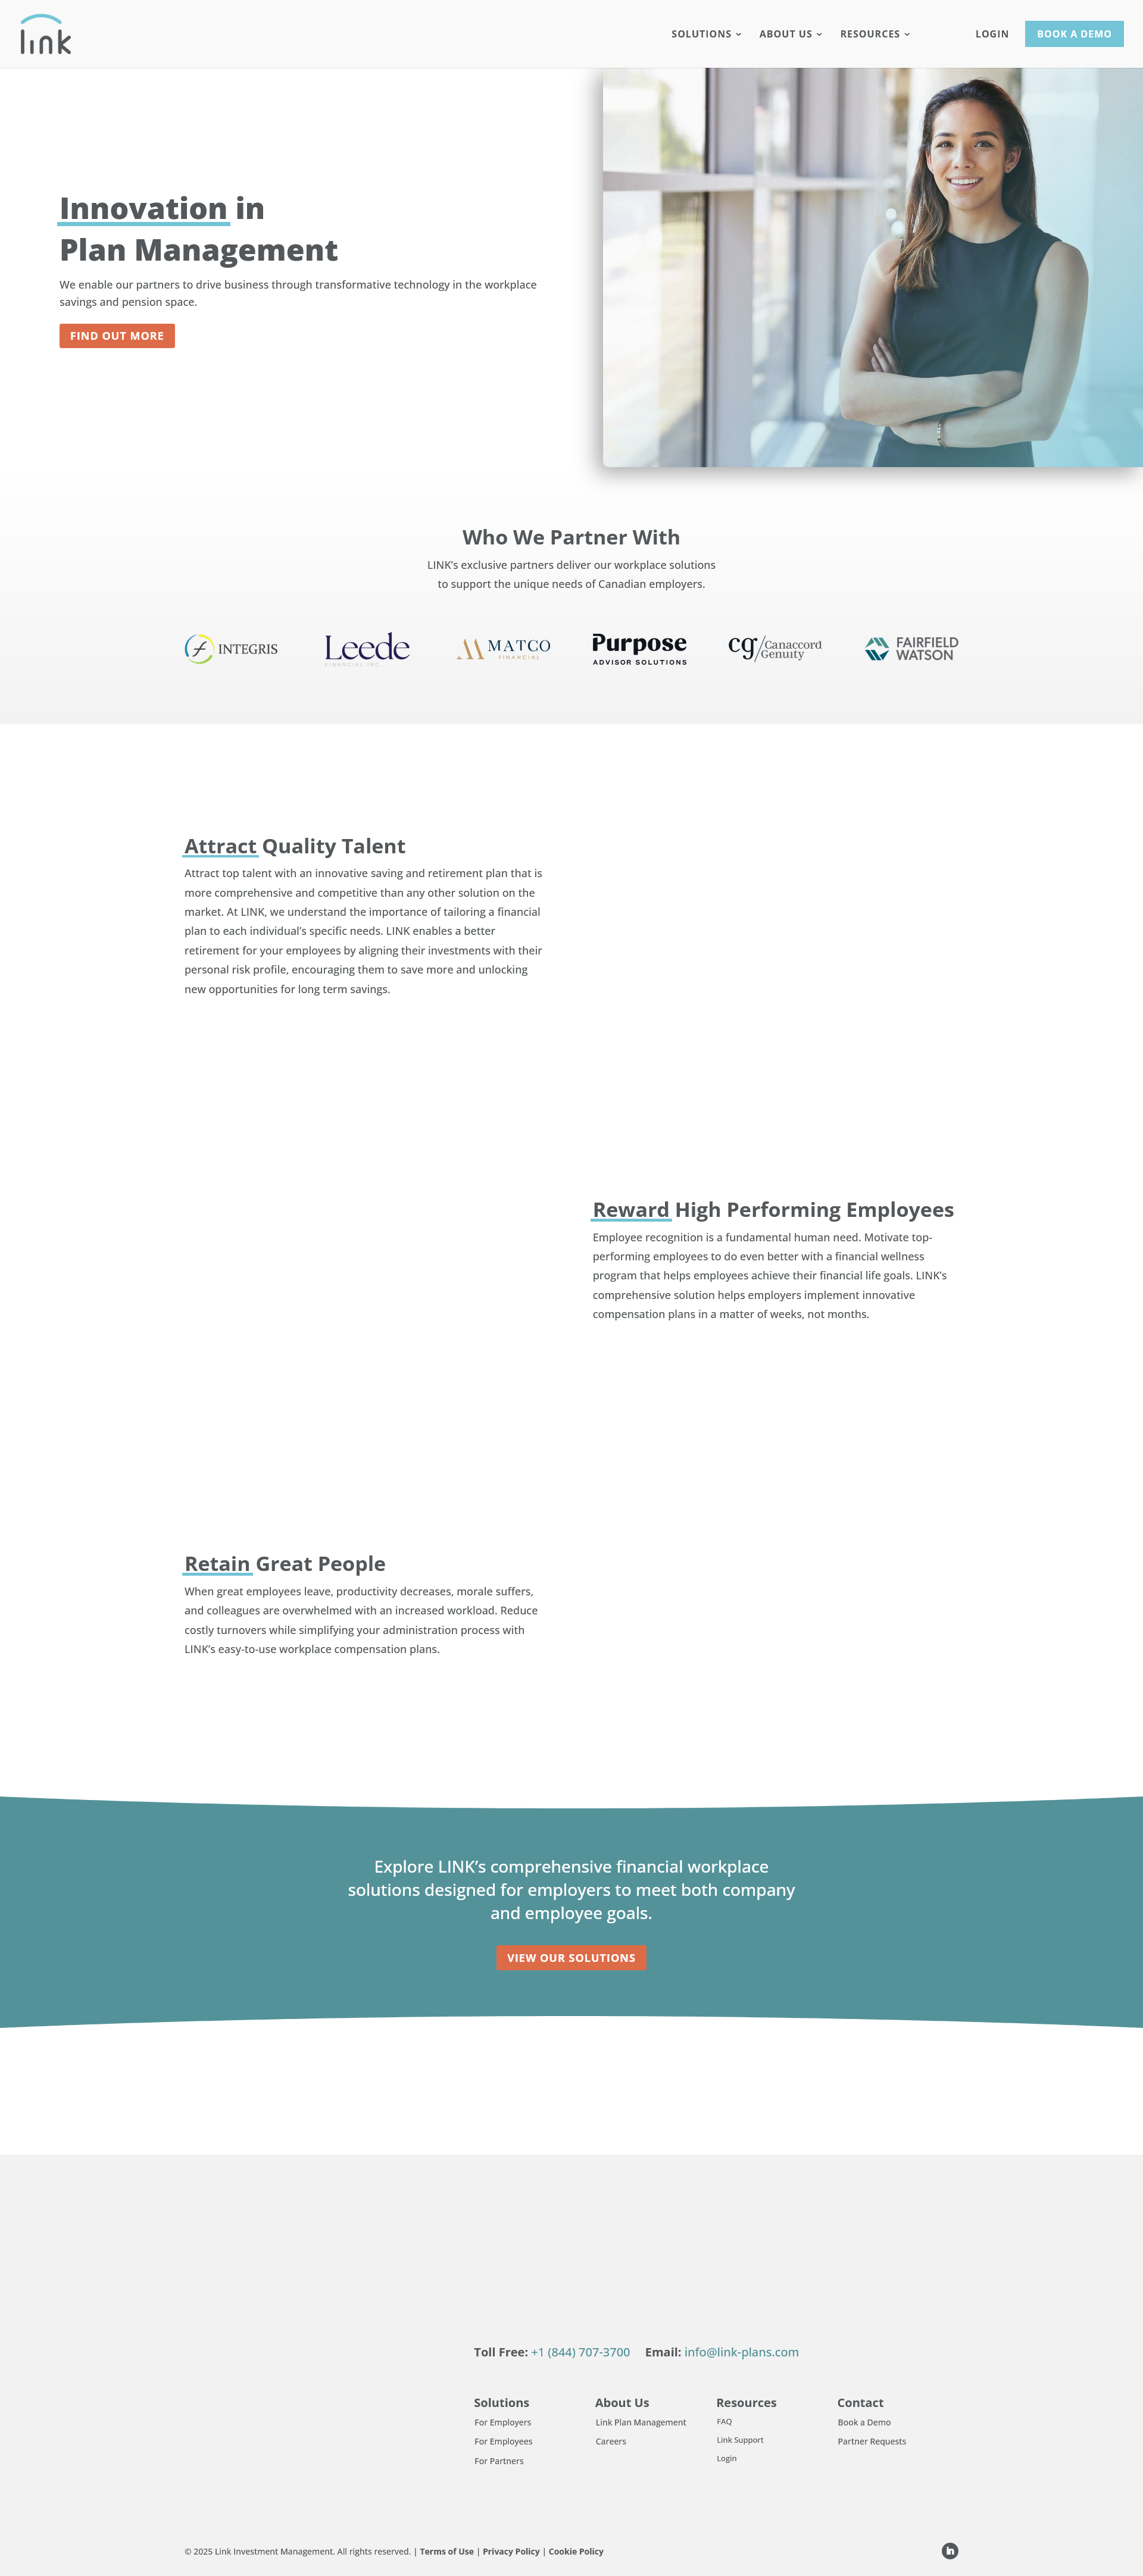 link
SOLUTIONS
ABOUT US
RESOURCES
LOGIN
BOOK A DEMO
Innovation in
Plan Management
We enable our partners to drive business through transformative technology in the workplace
savings and pension space.
FIND OUT MORE
Who We Partner With
LINK’s exclusive partners deliver our workplace solutions
to support the unique needs of Canadian employers.
INTEGRIS
Leede
FINANCIAL INC.
MATCO
FINANCIAL
Purpose
ADVISOR SOLUTIONS
cg/Canaccord
Genuity
FAIRFIELD
WATSON
Attract Quality Talent
Attract top talent with an innovative saving and retirement plan that is
more comprehensive and competitive than any other solution on the
market. At LINK, we understand the importance of tailoring a financial
plan to each individual’s specific needs. LINK enables a better
retirement for your employees by aligning their investments with their
personal risk profile, encouraging them to save more and unlocking
new opportunities for long term savings.
Reward High Performing Employees
Employee recognition is a fundamental human need. Motivate top-
performing employees to do even better with a financial wellness
program that helps employees achieve their financial life goals. LINK’s
comprehensive solution helps employers implement innovative
compensation plans in a matter of weeks, not months.
Retain Great People
When great employees leave, productivity decreases, morale suffers,
and colleagues are overwhelmed with an increased workload. Reduce
costly turnovers while simplifying your administration process with
LINK’s easy-to-use workplace compensation plans.
Explore LINK’s comprehensive financial workplace
solutions designed for employers to meet both company
and employee goals.
VIEW OUR SOLUTIONS
Toll Free: +1 (844) 707-3700 Email: info@link-plans.com
Solutions
For Employers
For Employees
For Partners
About Us
Link Plan Management
Careers
Resources
FAQ
Link Support
Login
Contact
Book a Demo
Partner Requests
© 2025 Link Investment Management. All rights reserved. | Terms of Use | Privacy Policy | Cookie Policy
in